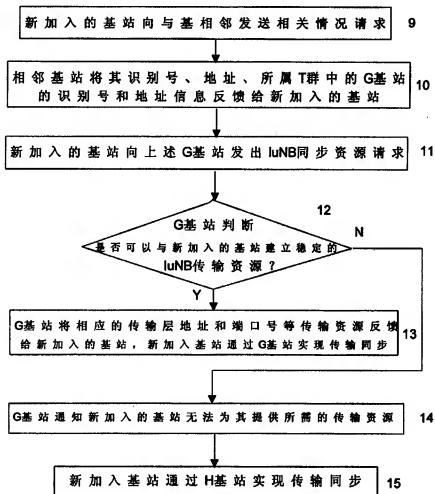 新加入的基站向与基相邻发送相关情况请求
9
相邻基站将其识别号、地址、所属T群中的G基站
的识别号和地址信息反馈给新加入的基站
10
新加入的基站向上述G基站发出IuNB同步资源请求
11
12
G基站判断
是否可以与新加入的基站建立稳定的
IuNB传输资源？
N
Y
G基站将相应的传输层地址和端口号等传输资源反馈
给新加入的基站，新加入基站通过G基站实现传输同步
13
G基站通知新加入的基站无法为其提供所需的传输资源
14
新加入基站通过H基站实现传输同步
15